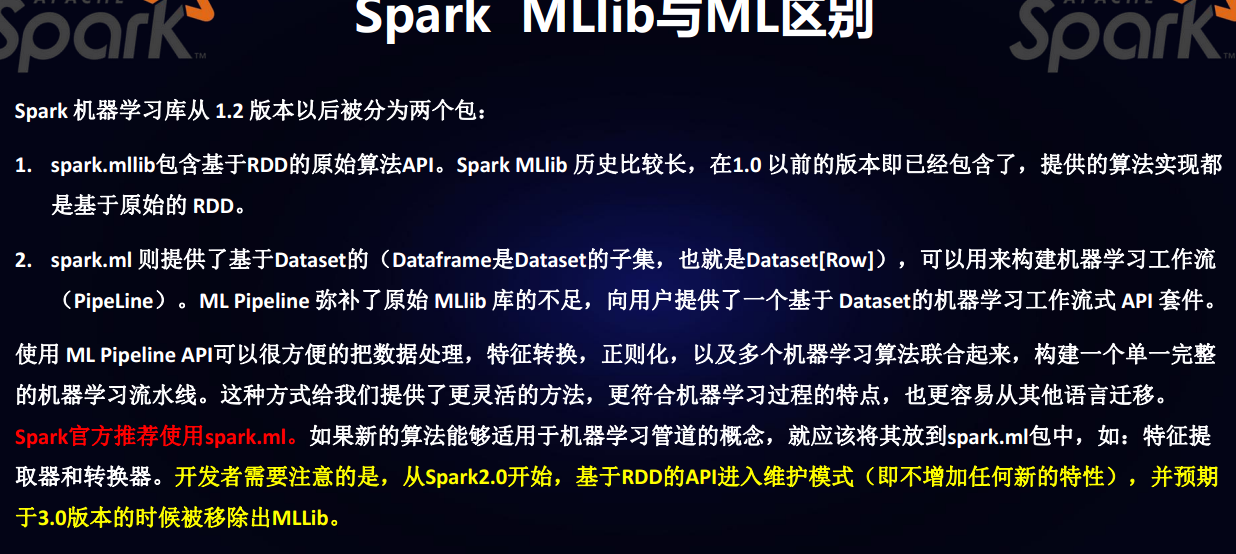 APACHE
Spark MLlib与ML区别
APACHE
Spark™
Spark™
Spark 机器学习库从 1.2 版本以后被分为两个包：
1. spark.mllib包含基于RDD的原始算法API。Spark MLlib 历史比较长，在1.0 以前的版本即已经包含了，提供的算法实现都
是基于原始的 RDD。
2. spark.ml 则提供了基于Dataset的（Dataframe是Dataset的子集，也就是Dataset[Row]），可以用来构建机器学习工作流
（PipeLine）。ML Pipeline 弥补了原始 MLlib 库的不足，向用户提供了一个基于 Dataset的机器学习工作流式 API 套件。
使用 ML Pipeline API可以很方便的把数据处理，特征转换，正则化，以及多个机器学习算法联合起来，构建一个单一完整
的机器学习流水线。这种方式给我们提供了更灵活的方法，更符合机器学习过程的特点，也更容易从其他语言迁移。
Spark官方推荐使用spark.ml。如果新的算法能够适用于机器学习管道的概念，就应该将其放到spark.ml包中，如：特征提
取器和转换器。开发者需要注意的是，从Spark2.0开始，基于RDD的API进入维护模式（即不增加任何新的特性），并预期
于3.0版本的时候被移除出MLLib。